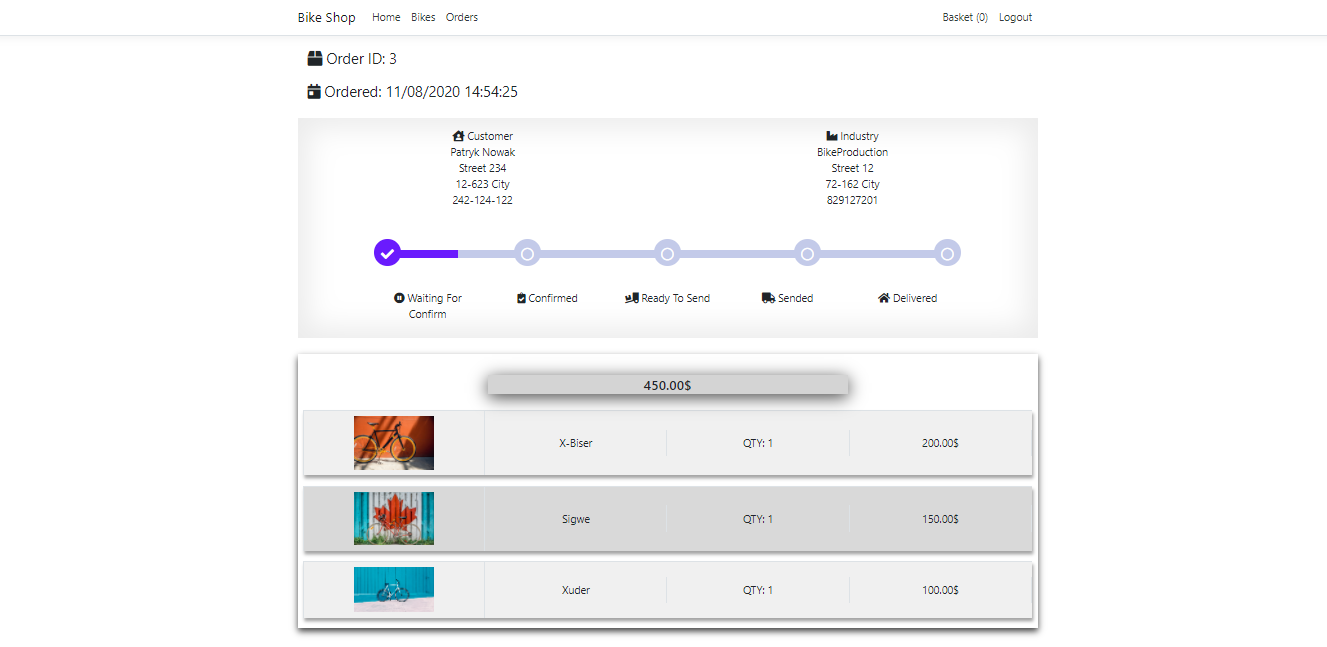 Bike Shop Home Bikes Orders Basket (0) Logout
Order ID: 3
Ordered: 11/08/2020 14:54:25
Customer
Patryk Nowak
Street 234
12-623 City
242-124-122
Industry
BikeProduction
Street 12
72-162 City
829127201
Waiting For
Confirm
Confirmed
Ready To Send
Sended
Delivered
450.00$
X-Biser QTY: 1 200.00$
Sigwe QTY: 1 150.00$
Xuder QTY: 1 100.00$